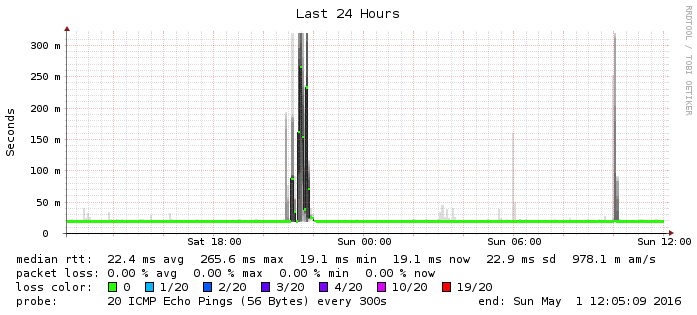 Last 24 Hours
RRDTOOL / TOBI OETIKER
Seconds
300 m
250 m
200 m
150 m
100 m
50 m
0
Sat 18:00 Sun 00:00 Sun 06:00 Sun 12:00
median rtt: 22.4 ms avg 265.6 ms max 19.1 ms min 19.1 ms now 22.9 ms sd 978.1 m am/s
packet loss: 0.00 % avg 0.00 % max 0.00 % min 0.00 % now
loss color: 0 1/20 2/20 3/20 4/20 10/20 19/20
probe: 20 ICMP Echo Pings (56 Bytes) every 300s end: Sun May 1 12:05:09 2016